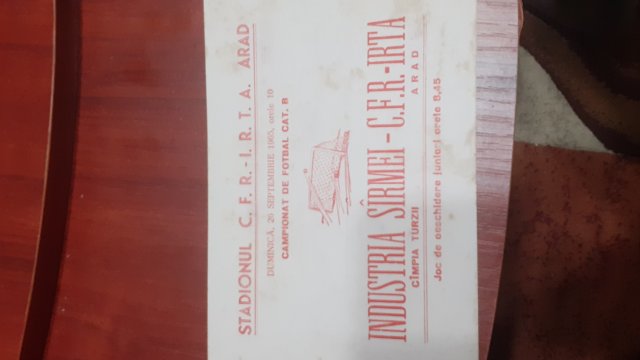 STADIONUL C. F. R. - I. R. T. A. ARAD
DUMINICĂ, 26 SEPTEMBRIE 1965, orele 10
CAMPIONAT DE FOTBAL CAT. B
INDUSTRIA SÎRMEI - C.F.R.-IRTA
CÎMPIA TURZII ARAD
Joc de deschidere juniori orele 8,45